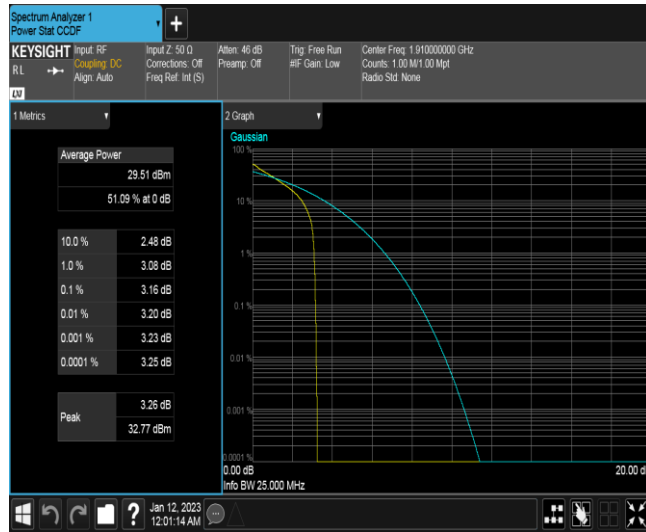 Spectrum Analyzer 1
Power Stat CCDF
+
KEYSIGHT
RL
LXI
Input: RF
Coupling: DC
Align: Auto
Input Z: 50 Ω
Corrections: Off
Freq Ref: Int (S)
Atten: 46 dB
Preamp: Off
Trig: Free Run
#IF Gain: Low
Center Freq: 1.910000000 GHz
Counts: 1.00 M/1.00 Mpt
Radio Std: None
1 Metrics
Average Power
29.51 dBm
51.09 % at 0 dB
10.0 % 2.48 dB
1.0 % 3.08 dB
0.1 % 3.16 dB
0.01 % 3.20 dB
0.001 % 3.23 dB
0.0001 % 3.25 dB
Peak
3.26 dB
32.77 dBm
2 Graph
Gaussian
100 %
10 %
1 %
0.1 %
0.01 %
0.001 %
0.0001 %
0.00 dB
20.00 d
Info BW 25.000 MHz
?
Jan 12, 2023
12:01:14 AM